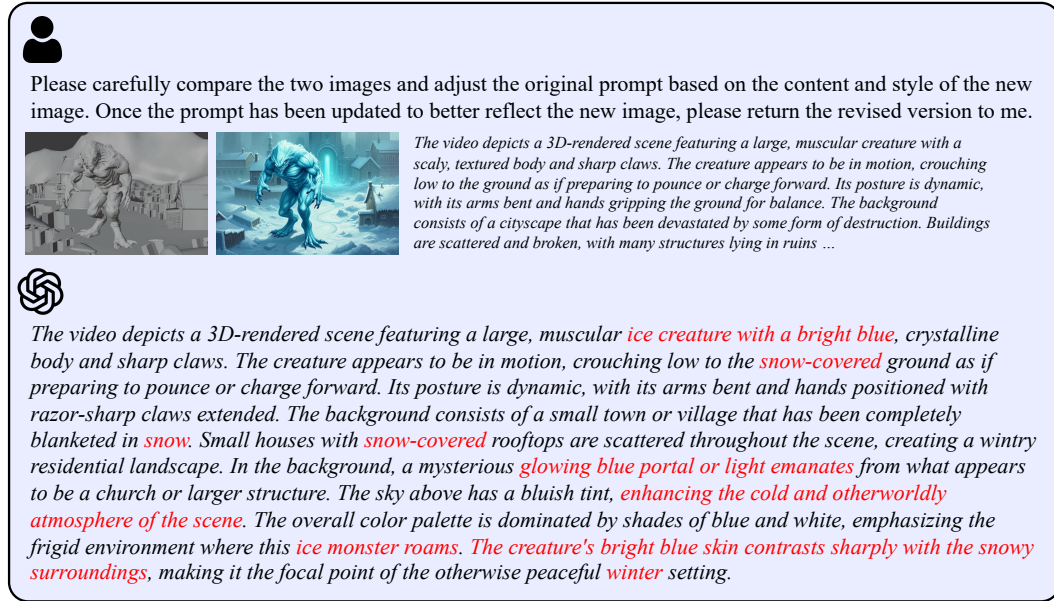 Please carefully compare the two images and adjust the original prompt based on the content and style of the new
image. Once the prompt has been updated to better reflect the new image, please return the revised version to me.
The video depicts a 3D-rendered scene featuring a large, muscular creature with a
scaly, textured body and sharp claws. The creature appears to be in motion, crouching
low to the ground as if preparing to pounce or charge forward. Its posture is dynamic,
with its arms bent and hands gripping the ground for balance. The background
consists of a cityscape that has been devastated by some form of destruction. Buildings
are scattered and broken, with many structures lying in ruins ...
The video depicts a 3D-rendered scene featuring a large, muscular ice creature with a bright blue, crystalline
body and sharp claws. The creature appears to be in motion, crouching low to the snow-covered ground as if
preparing to pounce or charge forward. Its posture is dynamic, with its arms bent and hands positioned with
razor-sharp claws extended. The background consists of a small town or village that has been completely
blanketed in snow. Small houses with snow-covered rooftops are scattered throughout the scene, creating a wintry
residential landscape. In the background, a mysterious glowing blue portal or light emanates from what appears
to be a church or larger structure. The sky above has a bluish tint, enhancing the cold and otherworldly
atmosphere of the scene. The overall color palette is dominated by shades of blue and white, emphasizing the
frigid environment where this ice monster roams. The creature's bright blue skin contrasts sharply with the snowy
surroundings, making it the focal point of the otherwise peaceful winter setting.